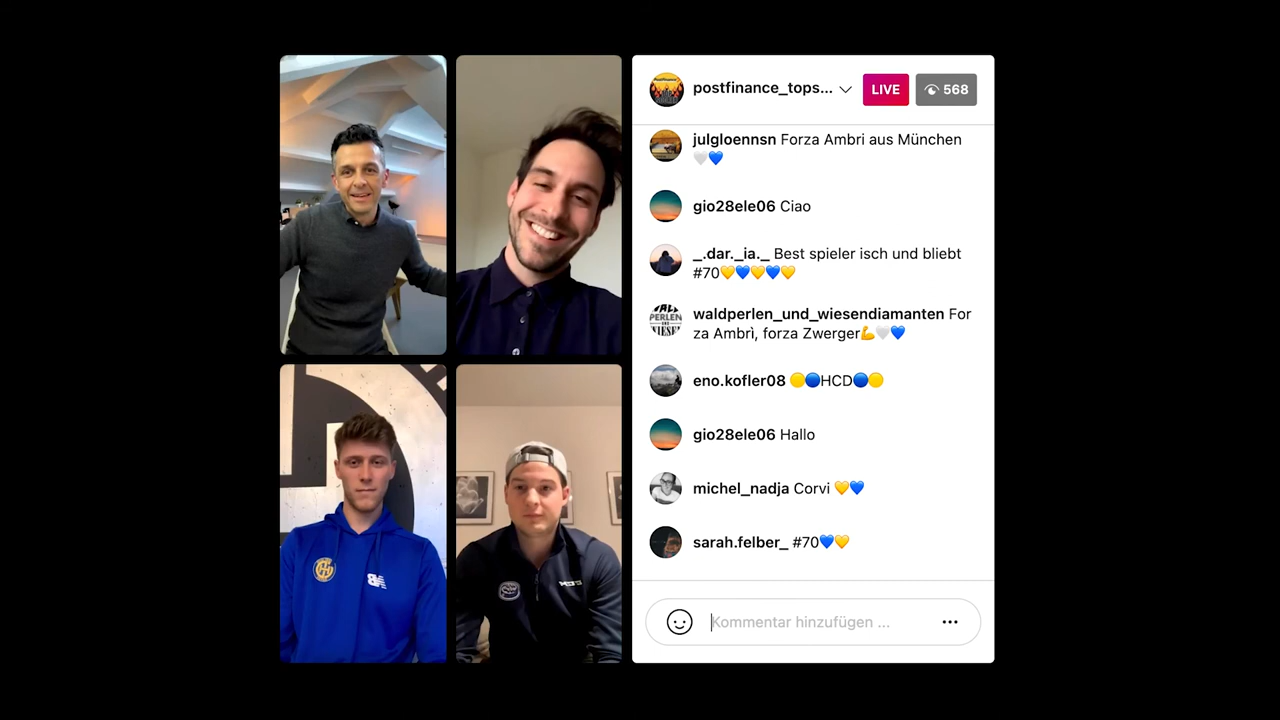 postfinance_tops...
LIVE
568
julgloennsn Forza Ambri aus München
🤍💙
gio28ele06 Ciao
_.dar._ia._ Best spieler isch und bliebt
#70💛💙💛💙💛
waldperlen_und_wiesendiamanten For
za Ambrì, forza Zwerger💪🤍💙
eno.kofler08 🟡🔵HCD🔵🟡
gio28ele06 Hallo
michel_nadja Corvi 💛💙
sarah.felber_ #70💙💛
Kommentar hinzufügen ...